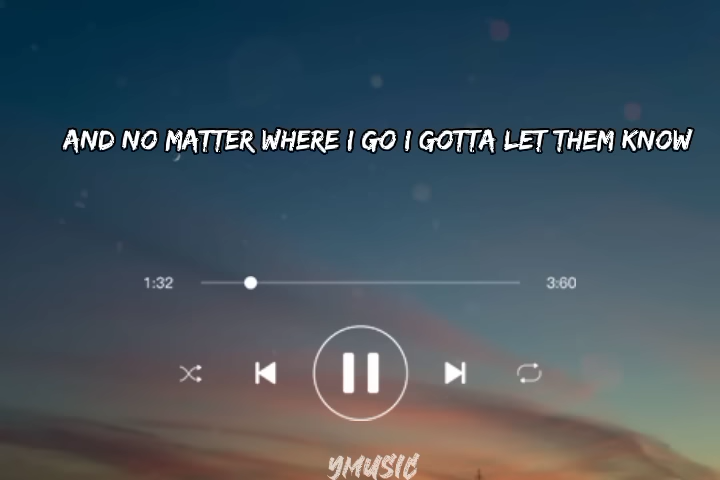 AND NO MATTER WHERE I GO I GOTTA LET THEM KNOW
1:32 3:60
YMUSIC